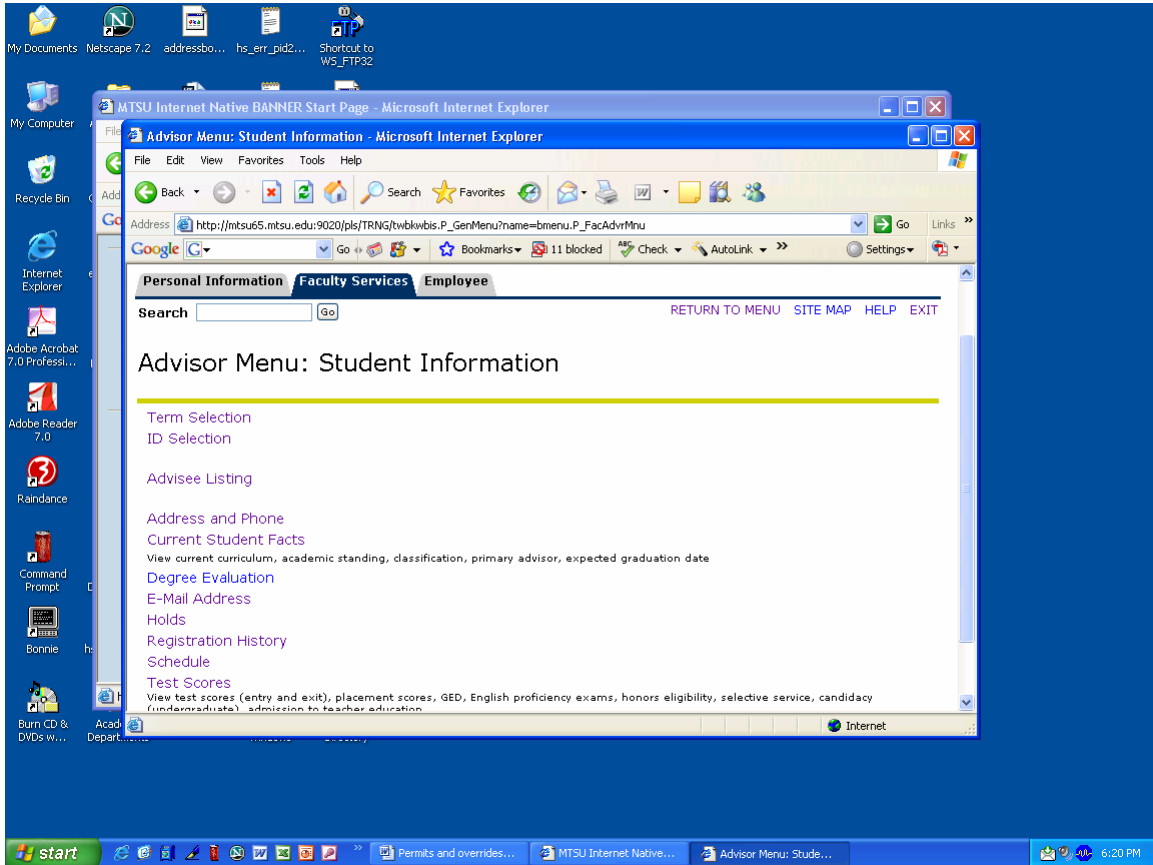 My Documents
Netscape 7.2
addressbo...
hs_err_pid2...
Shortcut to
WS_FTP32
My Computer
Recycle Bin
Internet
Explorer
Adobe Acrobat
7.0 Professi...
Adobe Reader
7.0
Raindance
Command
Prompt
Bonnie
Burn CD &
DVDs w...
MTSU Internet Native BANNER Start Page - Microsoft Internet Explorer
File
Add
Advisor Menu: Student Information - Microsoft Internet Explorer
File Edit View Favorites Tools Help
Back Search Favorites
Address http://mtsu65.mtsu.edu:9020/pls/TRNG/twbkwbis.P_GenMenu?name=bmenu.P_FacAdvrMnu Go Links »
Google G Go Bookmarks 11 blocked Check AutoLink » Settings
Personal Information Faculty Services Employee
Search Go RETURN TO MENU SITE MAP HELP EXIT
Advisor Menu: Student Information
Term Selection
ID Selection
Advisee Listing
Address and Phone
Current Student Facts
View current curriculum, academic standing, classification, primary advisor, expected graduation date
Degree Evaluation
E-Mail Address
Holds
Registration History
Schedule
Test Scores
View test scores (entry and exit), placement scores, GED, English proficiency exams, honors eligibility, selective service, candidacy
(undergraduate), admission to teacher education
Internet
start » Permits and overrides... MTSU Internet Native... Advisor Menu: Stude... 6:20 PM